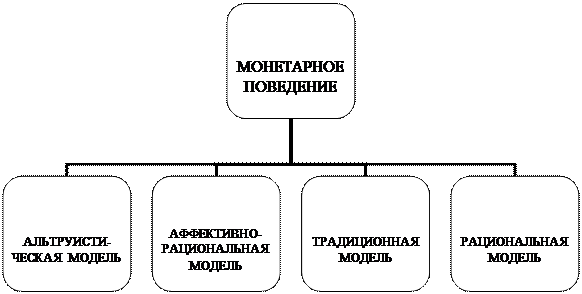 МОНЕТАРНОЕ
ПОВЕДЕНИЕ
АЛЬТРУИСТИ-
ЧЕСКАЯ МОДЕЛЬ
АФФЕКТИВНО-
РАЦИОНАЛЬНАЯ
МОДЕЛЬ
ТРАДИЦИОННАЯ
МОДЕЛЬ
РАЦИОНАЛЬНАЯ
МОДЕЛЬ